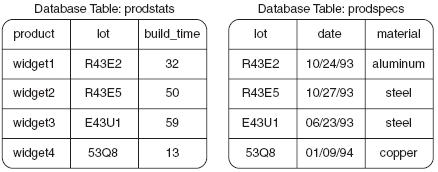 Database Table: prodstats
product lot build_time
widget1 R43E2 32
widget2 R43E5 50
widget3 E43U1 59
widget4 53Q8 13
Database Table: prodspecs
lot date material
R43E2 10/24/93 aluminum
R43E5 10/27/93 steel
E43U1 06/23/93 steel
53Q8 01/09/94 copper